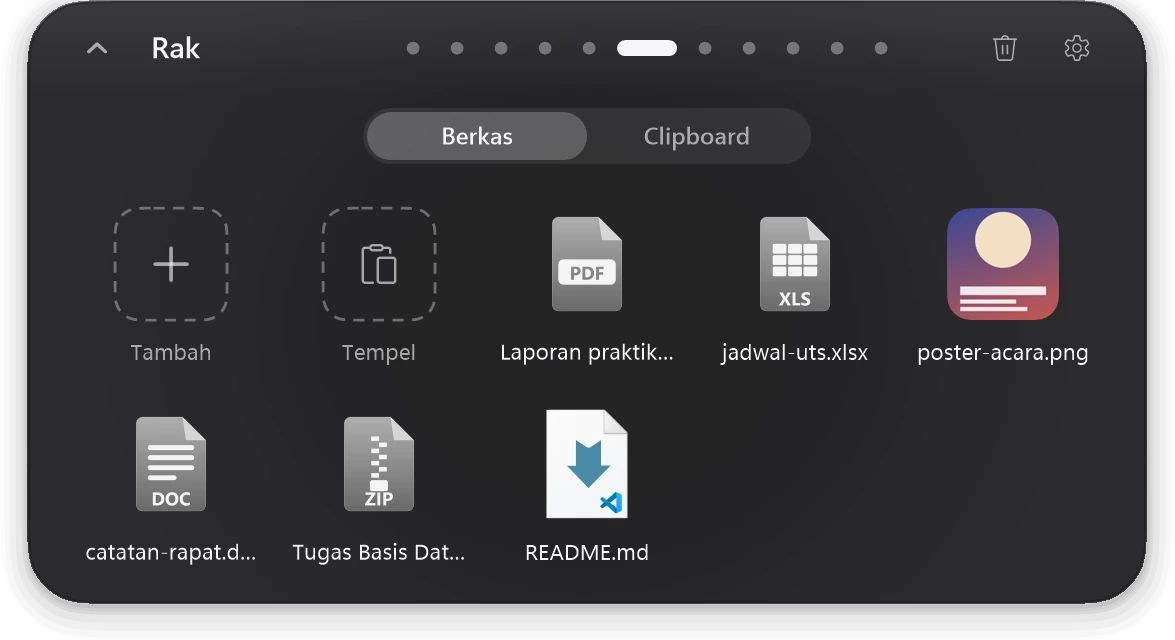 Rak
Berkas
Clipboard
PDF
XLS
Tambah
Tempel
Laporan praktik...
jadwal-uts.xlsx
poster-acara.png
DOC
ZIP
catatan-rapat.d...
Tugas Basis Dat...
README.md